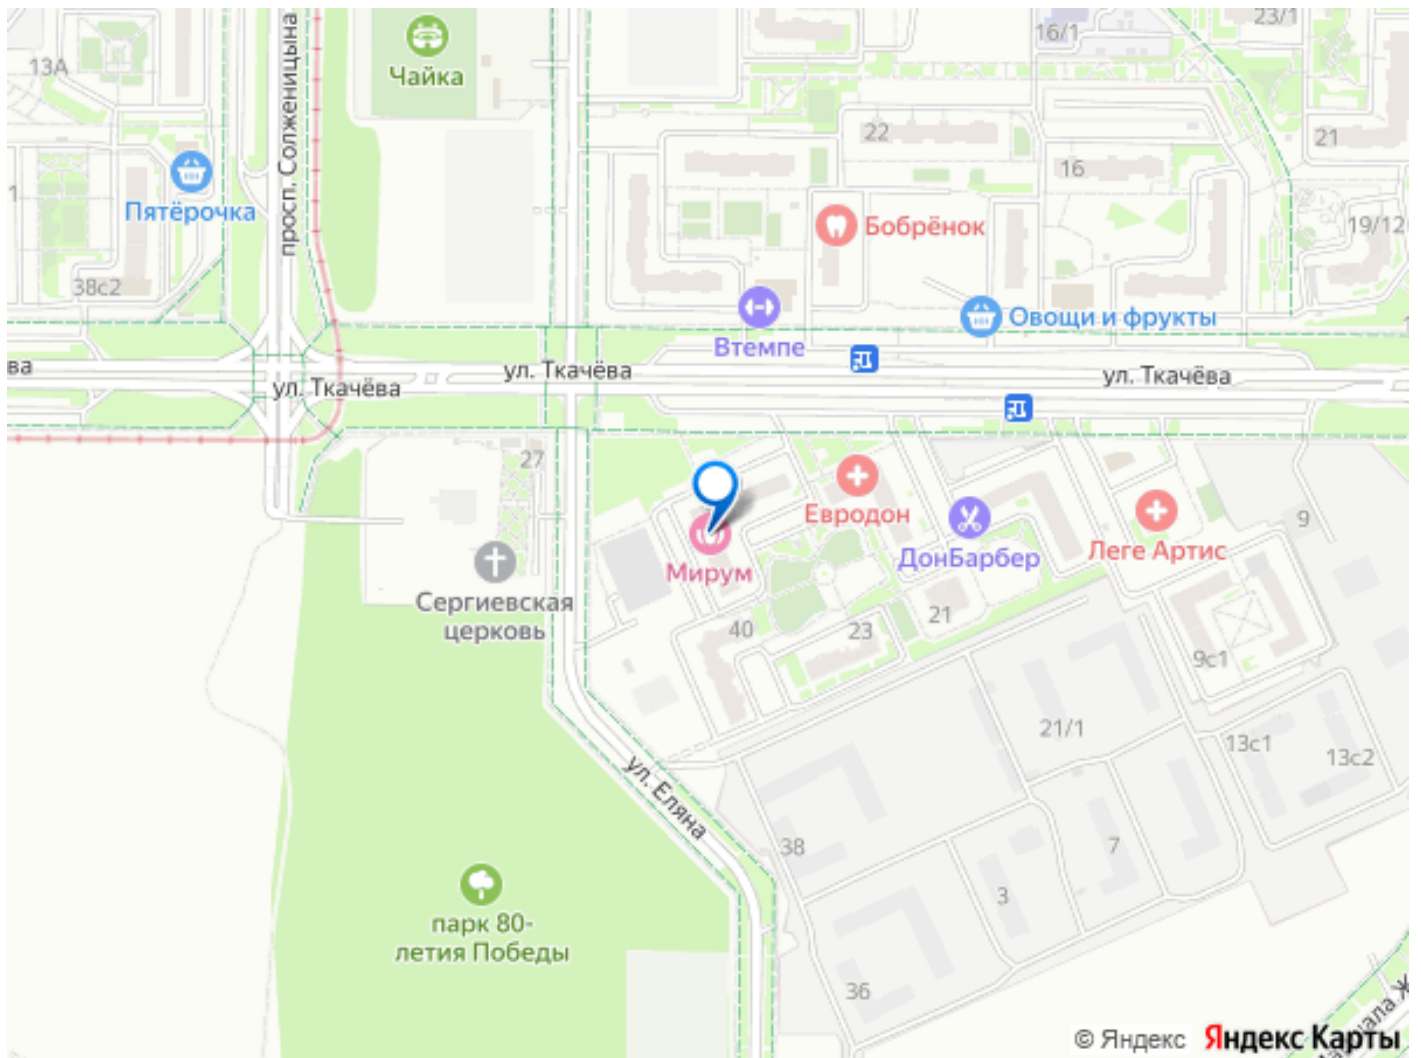 23/1
16/1
13А
Чайка
просп. Солженицына
22
21
16
1
Пятёрочка
Бобрёнок
19/12
38с2
Овощи и фрукты
Втемпе
ва
ул. Ткачёва
ул. Ткачёва
ул. Ткачёва
27
Евродон
9
ДонБарбер
Леге Артис
Мирум
Сергиевская
церковь
40
23
21
9с1
21/1
13с1
13с2
ул. Еляна
38
7
3
парк 80-
летия Победы
36
© Яндекс
Яндекс Карты